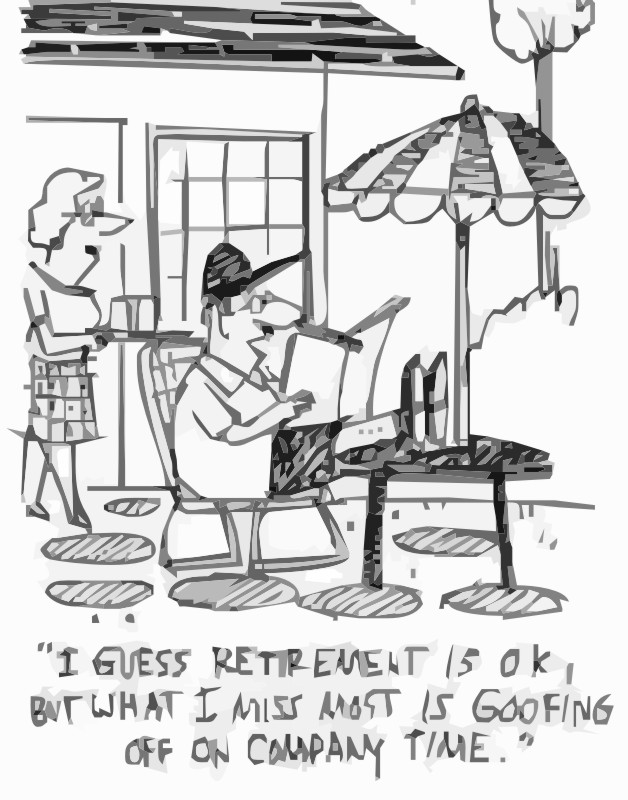 "I GUESS RETIREMENT IS OK,
BUT WHAT I MISS MOST IS GOOFING
OFF ON COMPANY TIME."